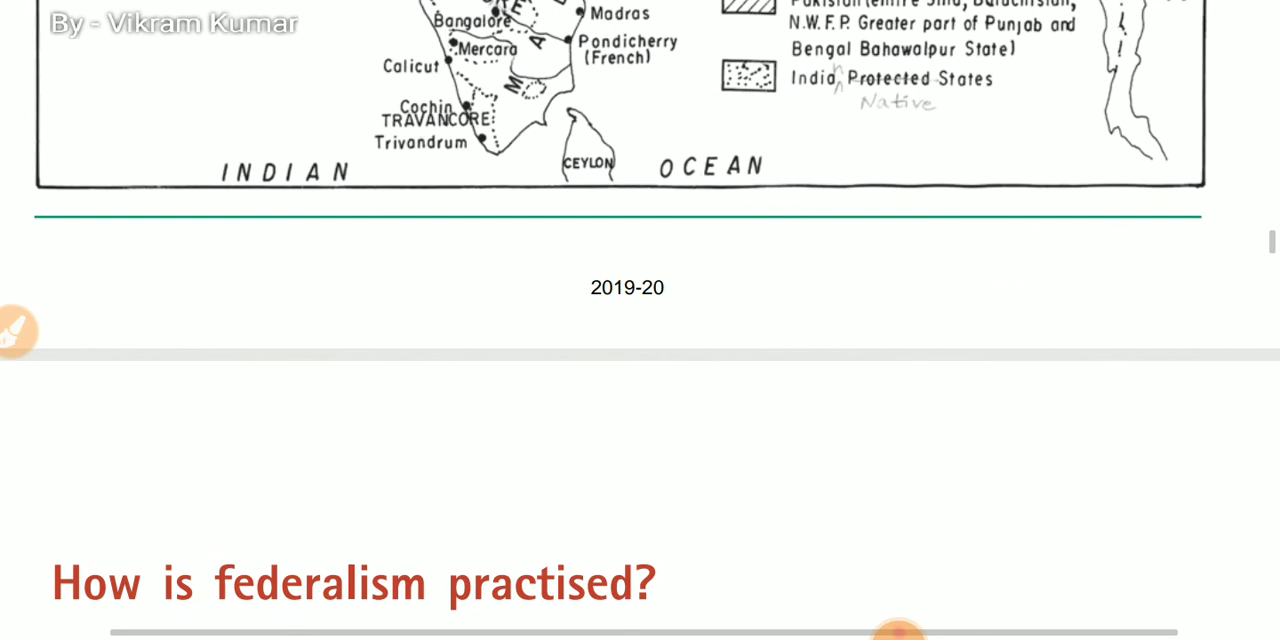 By - Vikram Kumar
Bangalore
Madras
N.W.F.P. Greater part of Punjab and
Mercara
Pondicherry
(French)
Bengal Bahawalpur State)
Calicut
M
A
Indian Protected States
Native
Cochin
TRAVANCORE
Trivandrum
CEYLON
INDIAN OCEAN
2019-20
How is federalism practised?